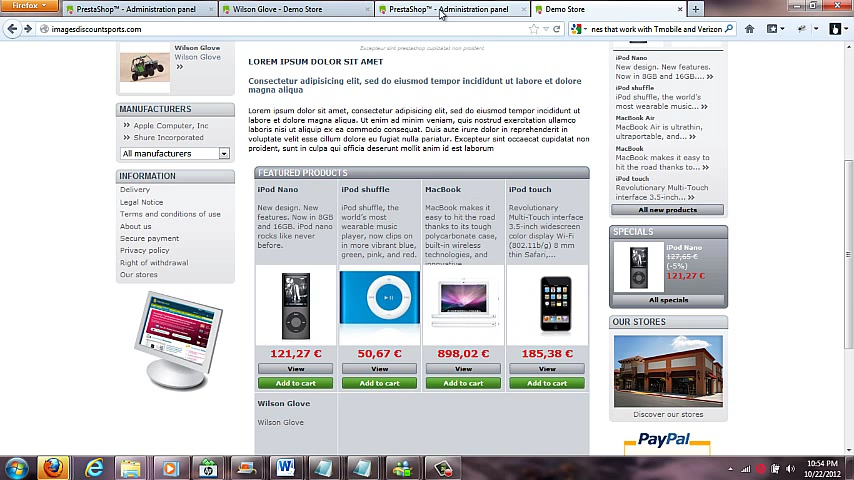 Firefox
PrestaShop™ - Administration panel
Wilson Glove - Demo Store
PrestaShop™ - Administration panel
Demo Store
imagesdiscountsports.com
nes that work with Tmobile and Verizon
Wilson Glove
Wilson Glove
MANUFACTURERS
Apple Computer, Inc
Shure Incorporated
All manufacturers
INFORMATION
Delivery
Legal Notice
Terms and conditions of use
About us
Secure payment
Privacy policy
Right of withdrawal
Our stores
Excepteur sint prestashop cupidatat non proident
LOREM IPSUM DOLOR SIT AMET
Consectetur adipisicing elit, sed do eiusmod tempor incididunt ut labore et dolore
magna aliqua
Lorem ipsum dolor sit amet, consectetur adipisicing elit, sed do eiusmod tempor incididunt ut labore et
dolore magna aliqua. Ut enim ad minim veniam, quis nostrud exercitation ullamco
laboris nisi ut aliquip ex ea commodo consequat. Duis aute irure dolor in reprehenderit in
voluptate velit esse cillum dolore eu fugiat nulla pariatur. Excepteur sint occaecat cupidatat non
proident, sunt in culpa qui officia deserunt mollit anim id est laborum
FEATURED PRODUCTS
iPod Nano
New design. New
features. Now in 8GB
and 16GB. iPod nano
rocks like never
before.
121,27 €
View
Add to cart
iPod shuffle
iPod shuffle, the
world's most
wearable music
player, now clips on
in more vibrant blue,
green, pink, and red.
50,67 €
View
Add to cart
MacBook
MacBook makes it
easy to hit the road
thanks to its tough
polycarbonate case,
built-in wireless
technologies, and
innovative
898,02 €
View
Add to cart
iPod touch
Revolutionary
Multi-Touch interface
3.5-inch widescreen
color display Wi-Fi
(802.11b/g) 8 mm
thin Safari,...
185,38 €
View
Add to cart
Wilson Glove
Wilson Glove
iPod Nano
New design. New features.
Now in 8GB and 16GB....
iPod shuffle
iPod shuffle, the world's
most wearable music...
MacBook Air
MacBook Air is ultrathin,
ultraportable, and...
MacBook
MacBook makes it easy to
hit the road thanks to...
iPod touch
Revolutionary Multi-Touch
interface 3.5-inch...
All new products
SPECIALS
iPod Nano
127,65 €
(-5%)
121,27 €
All specials
OUR STORES
Discover our stores
PayPal
10:54 PM
10/22/2012